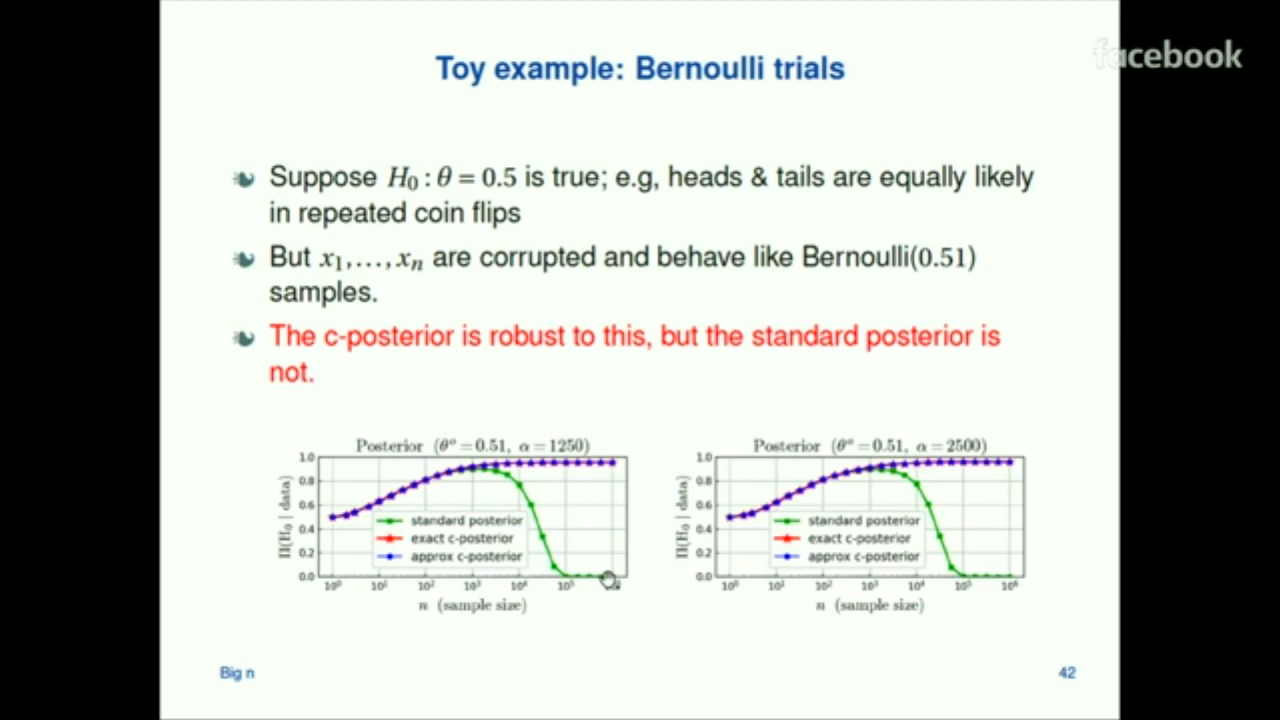 Toy example: Bernoulli trials
facebook
Suppose H₀ : θ = 0.5 is true; e.g, heads & tails are equally likely
in repeated coin flips
But x₁,…,xₙ are corrupted and behave like Bernoulli(0.51)
samples.
The c-posterior is robust to this, but the standard posterior is
not.
Posterior (θᵒ = 0.51, α = 1250)
1.0
0.8
0.6
0.4
0.2
0.0
Π(H₀ | data)
standard posterior
exact c-posterior
approx c-posterior
10⁰ 10¹ 10² 10³ 10⁴ 10⁵
n (sample size)
Posterior (θᵒ = 0.51, α = 2500)
1.0
0.8
0.6
0.4
0.2
0.0
Π(H₀ | data)
standard posterior
exact c-posterior
approx c-posterior
10⁰ 10¹ 10² 10³ 10⁴ 10⁵ 10⁶
n (sample size)
Big n
42